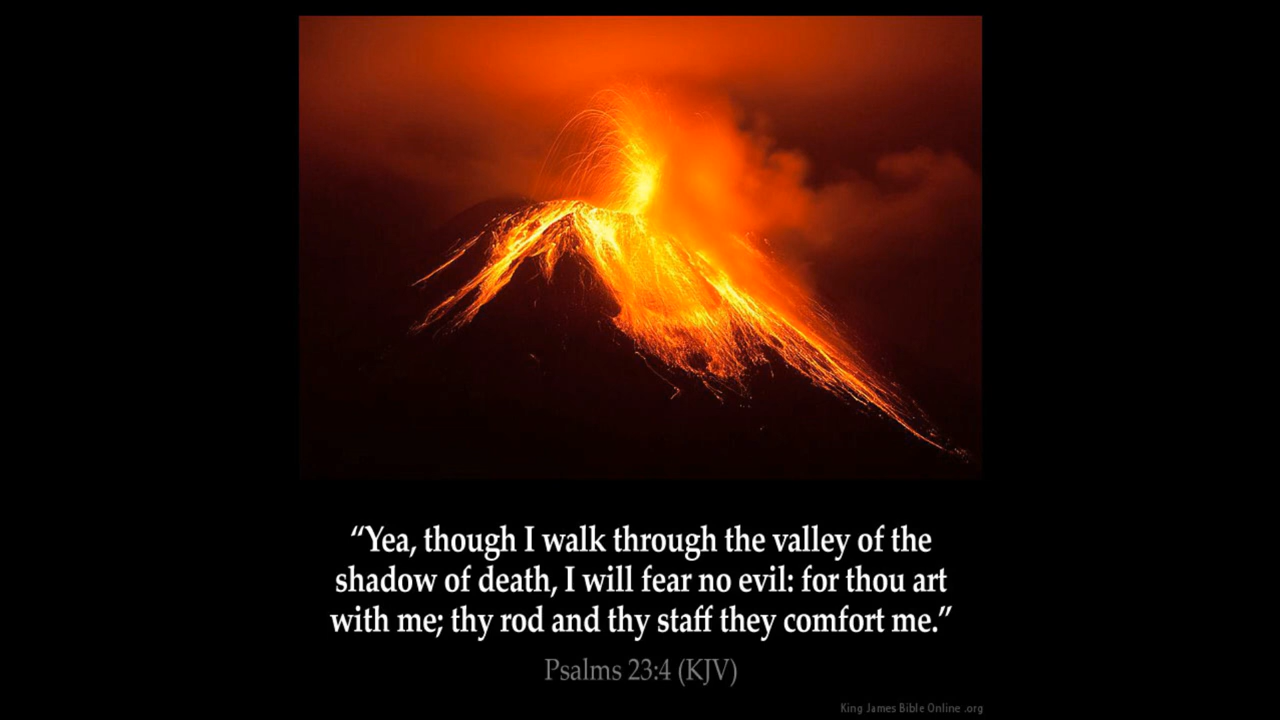 “Yea, though I walk through the valley of the
shadow of death, I will fear no evil: for thou art
with me; thy rod and thy staff they comfort me.”
Psalms 23:4 (KJV)
King James Bible Online .org